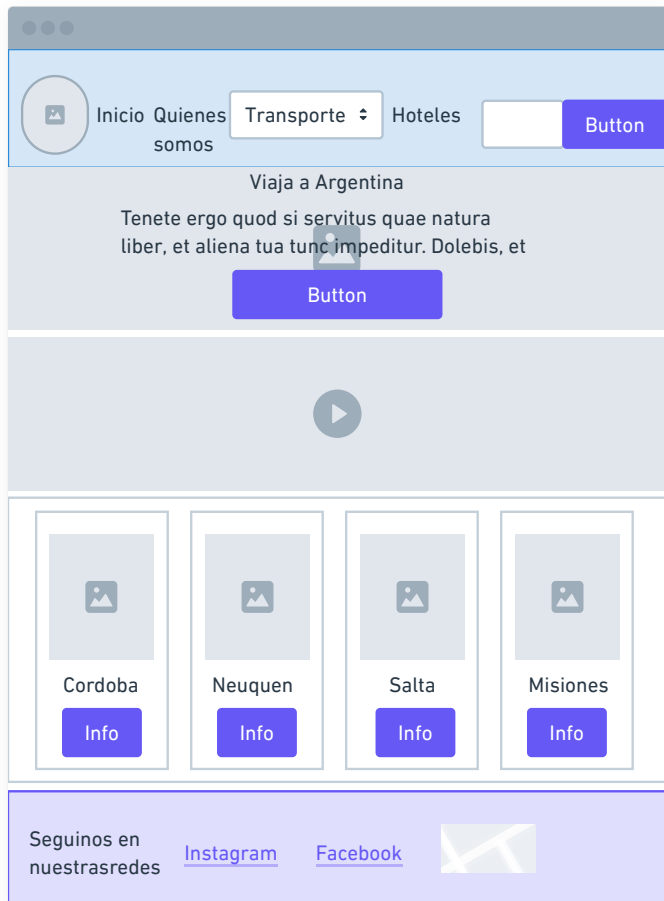 Inicio Quienes somos Transporte Hoteles Button
Viaja a Argentina
Tenete ergo quod si servitus quae natura
liber, et aliena tua tunc impeditur. Dolebis, et
Button
Cordoba Neuquen Salta Misiones
Info Info Info Info
Seguinos en
nuestrasredes
Instagram Facebook